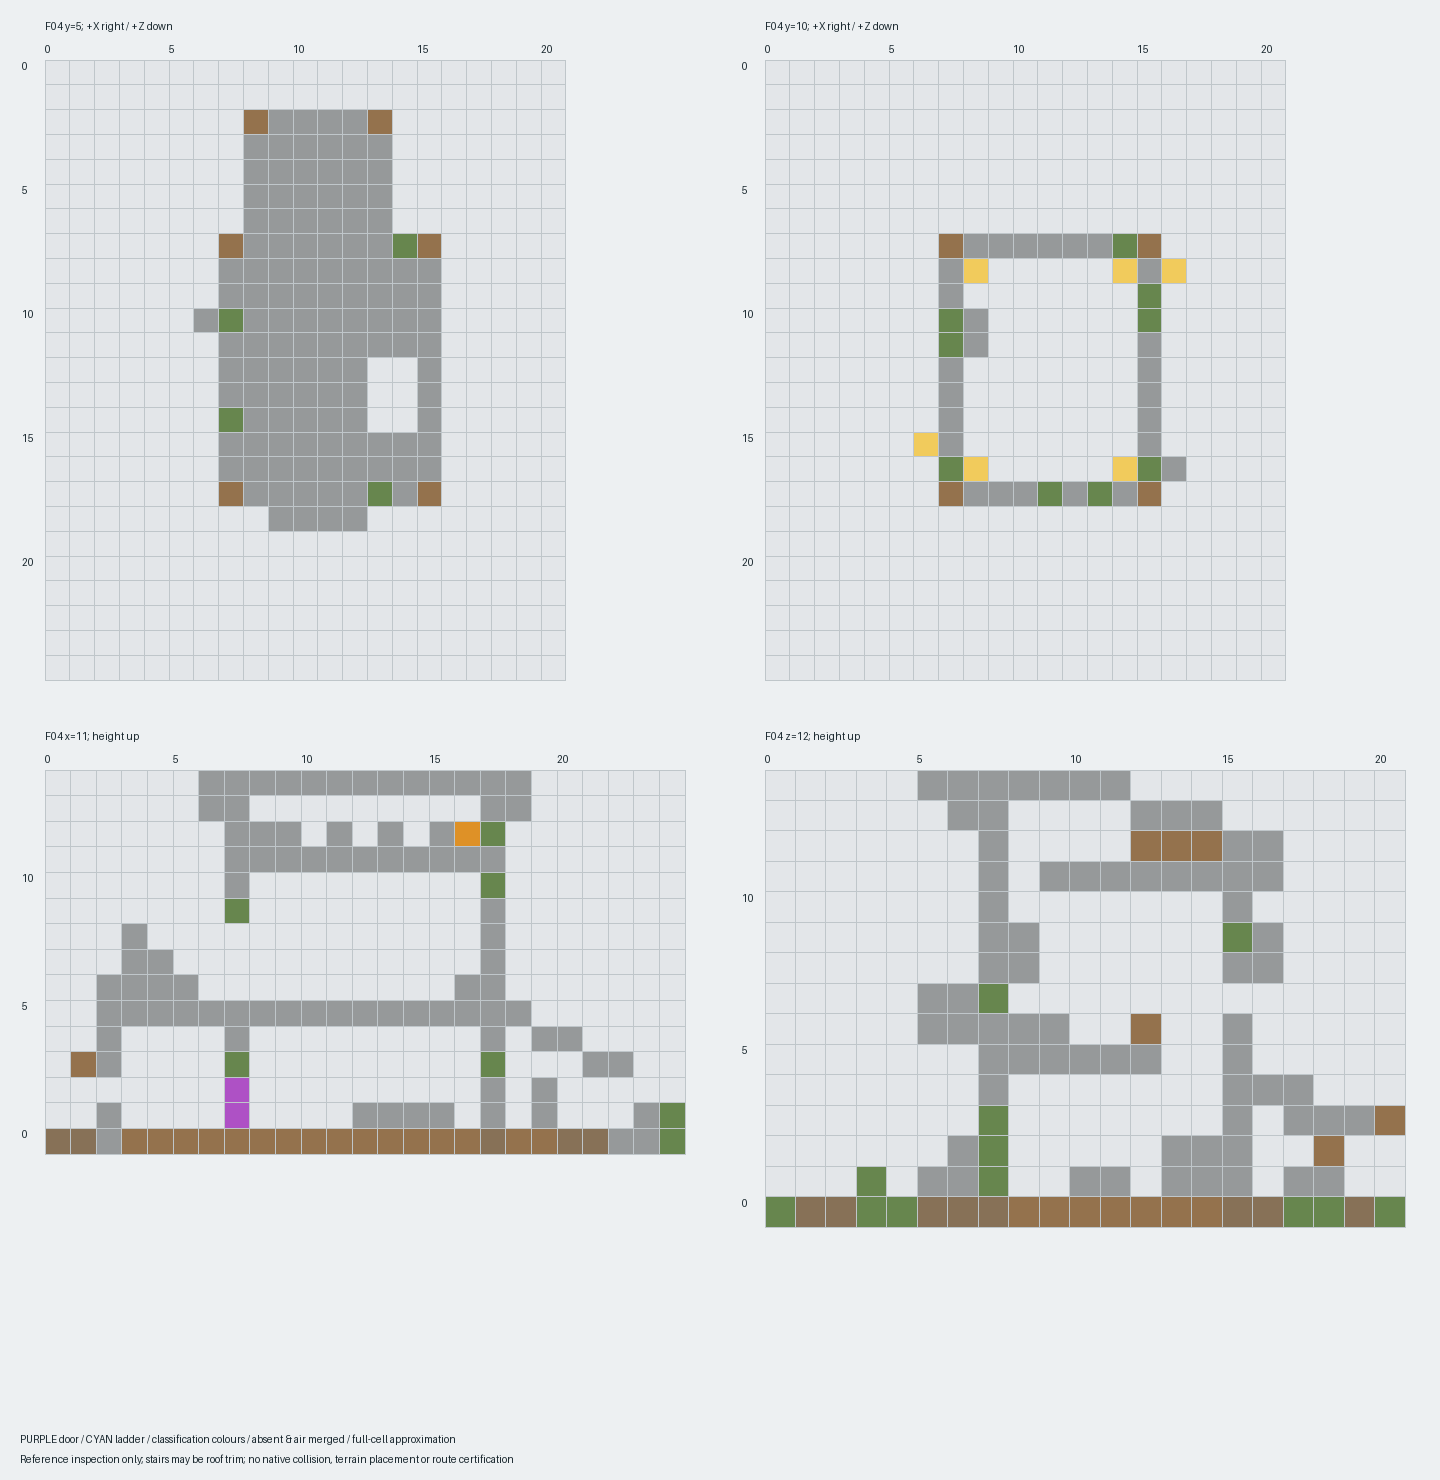 F04 y=5; +X right / +Z down
0 5 10 15 20
0
5
10
15
20
F04 y=10; +X right / +Z down
0 5 10 15 20
0
5
10
15
20
F04 x=11; height up
0 5 10 15 20
10
5
0
F04 z=12; height up
0 5 10 15 20
10
5
0
PURPLE door / CYAN ladder / classification colours / absent & air merged / full-cell approximation
Reference inspection only; stairs may be roof trim; no native collision, terrain placement or route certification